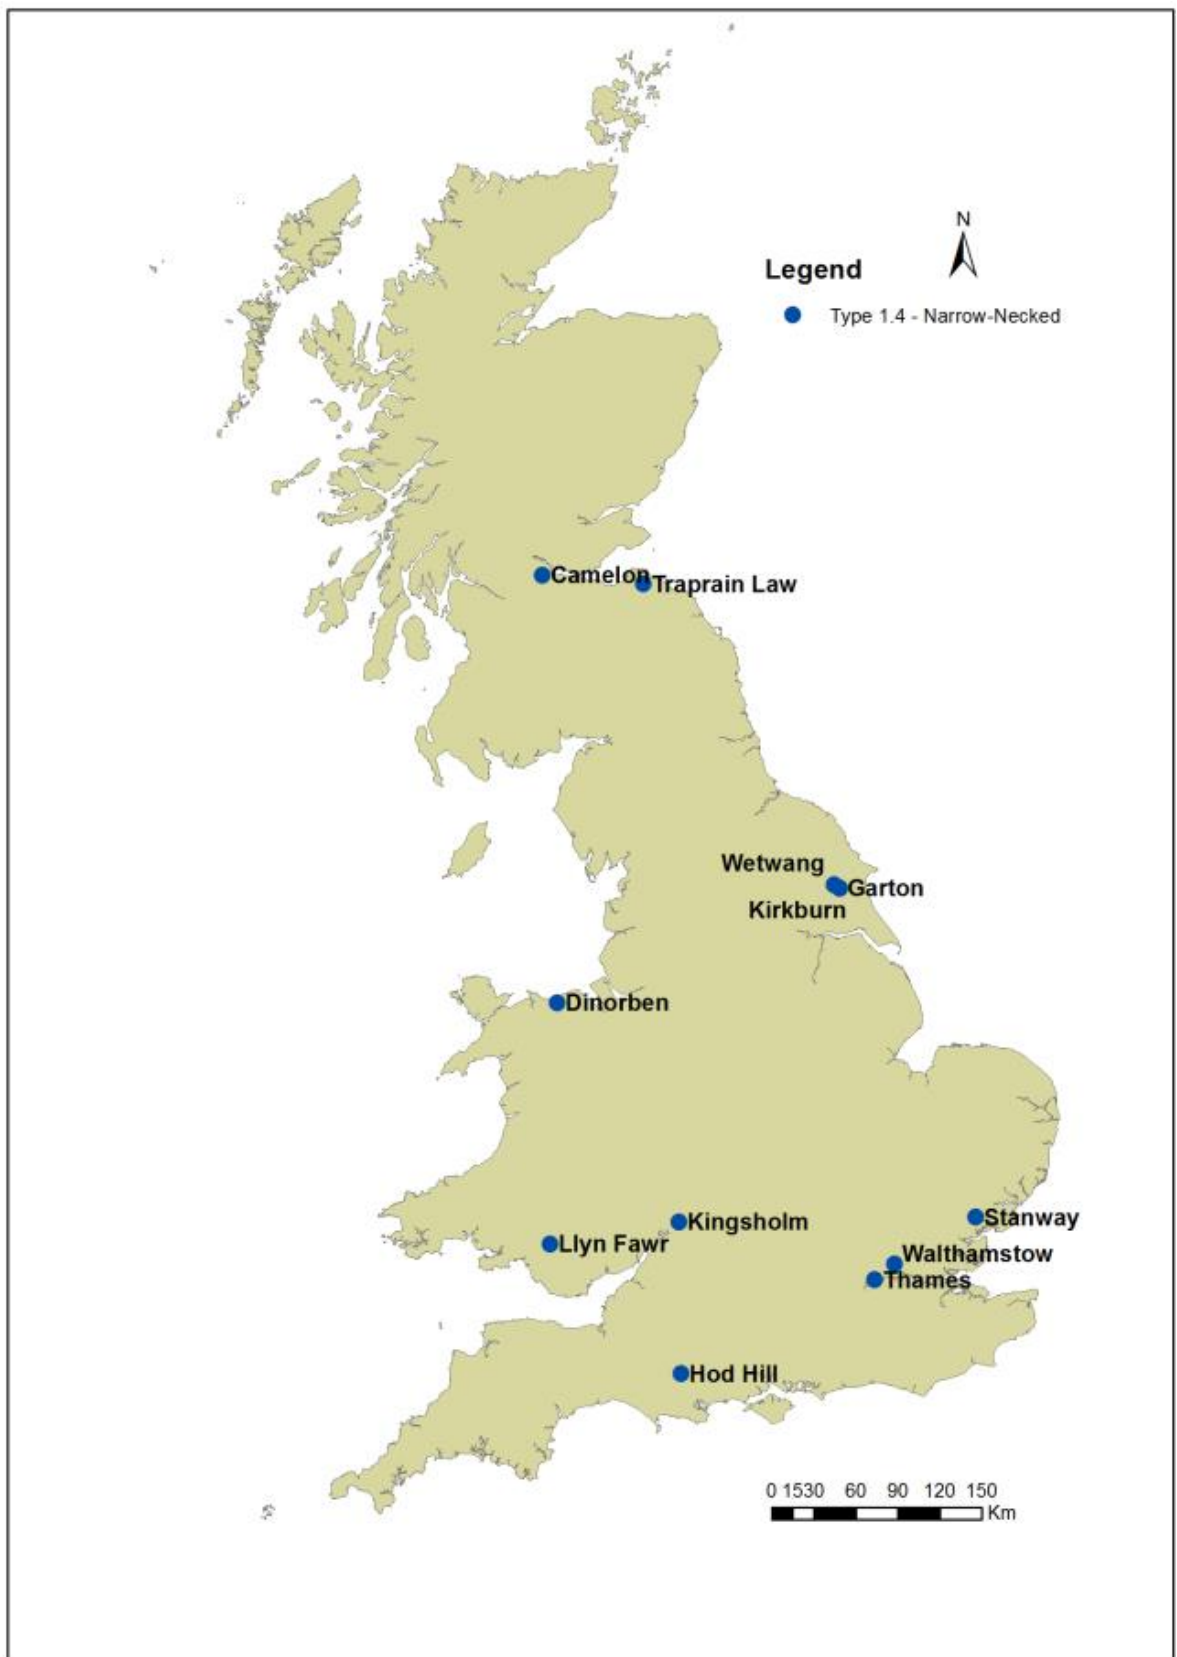 N
Legend
Type 1.4 - Narrow-Necked
Camelon
Traprain Law
Wetwang
Garton
Kirkburn
Dinorben
Stanway
Kingsholm
Llyn Fawr
Walthamstow
Thames
Hod Hill
0 1530 60 90 120 150
Km